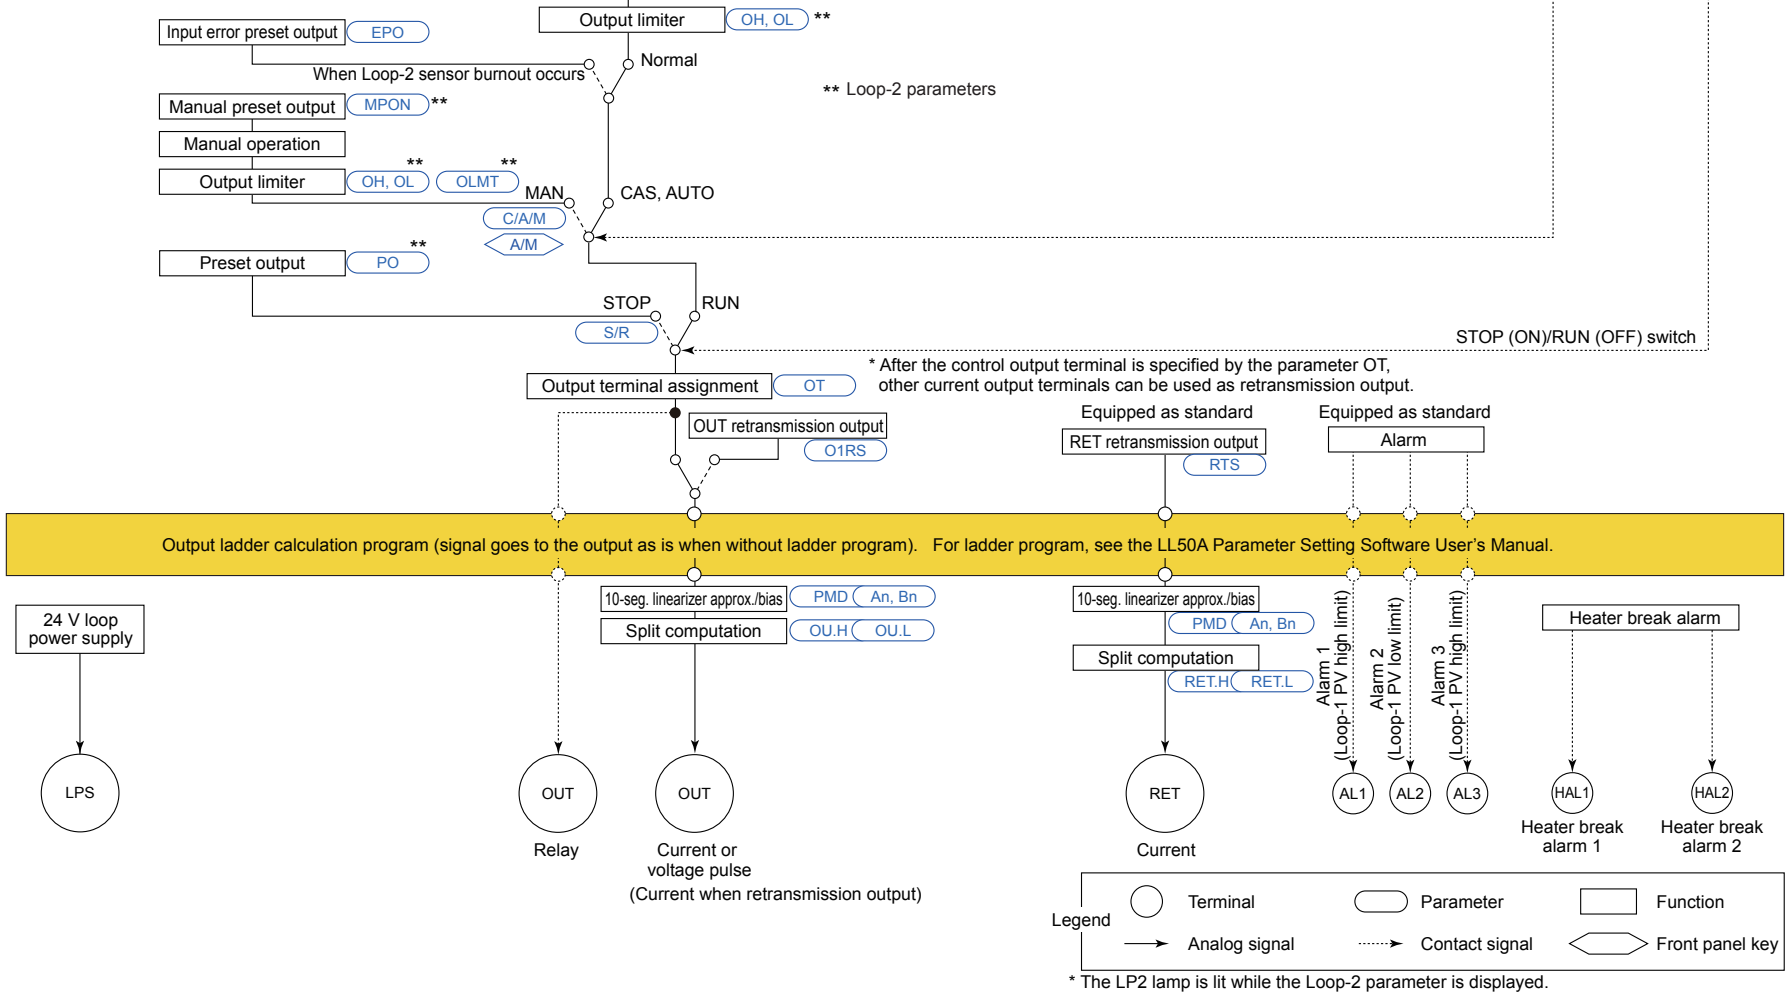 Output limiter
OH, OL
**
Input error preset output
EPO
Normal
When Loop-2 sensor burnout occurs
** Loop-2 parameters
Manual preset output
MPON
**
Manual operation
**
**
Output limiter
OH, OL
OLMT
MAN
CAS, AUTO
C/A/M
A/M
**
Preset output
PO
STOP
RUN
S/R
STOP (ON)/RUN (OFF) switch
* After the control output terminal is specified by the parameter OT,
other current output terminals can be used as retransmission output.
Output terminal assignment
OT
Equipped as standard
Equipped as standard
OUT retransmission output
O1RS
RET retransmission output
RTS
Alarm
Output ladder calculation program (signal goes to the output as is when without ladder program). For ladder program, see the LL50A Parameter Setting Software User's Manual.
24 V loop
power supply
10-seg. linearizer approx./bias
PMD
An, Bn
Split computation
OU.H
OU.L
10-seg. linearizer approx./bias
PMD
An, Bn
Split computation
RET.H
RET.L
Alarm 1
(Loop-1 PV high limit)
Alarm 2
(Loop-1 PV low limit)
Alarm 3
(Loop-1 PV high limit)
Heater break alarm
LPS
OUT
OUT
RET
AL1
AL2
AL3
HAL1
HAL2
Relay
Current or
voltage pulse
(Current when retransmission output)
Current
Heater break
alarm 1
Heater break
alarm 2
Legend
Terminal
Parameter
Function
Analog signal
Contact signal
Front panel key
* The LP2 lamp is lit while the Loop-2 parameter is displayed.